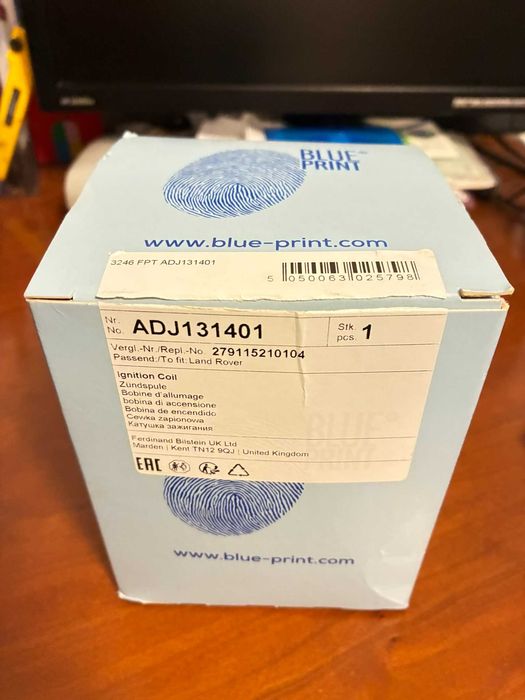 BLUE
PRINT
www.blue-print.com
3246 FPT ADJ131401
5 050063 025798
Nr.
No. ADJ131401
Stk.
pcs. 1
Vergl.-Nr./Repl.-No. 279115210104
Passend:/To fit: Land Rover
Ignition Coil
Zündspule
Bobine d'allumage
bobina di accensione
Bobina de encendido
Cewka zapłonowa
Катушка зажигания
Ferdinand Bilstein UK Ltd
Marden | Kent TN12 9QJ | United Kingdom
EAC
www.blue-print.com